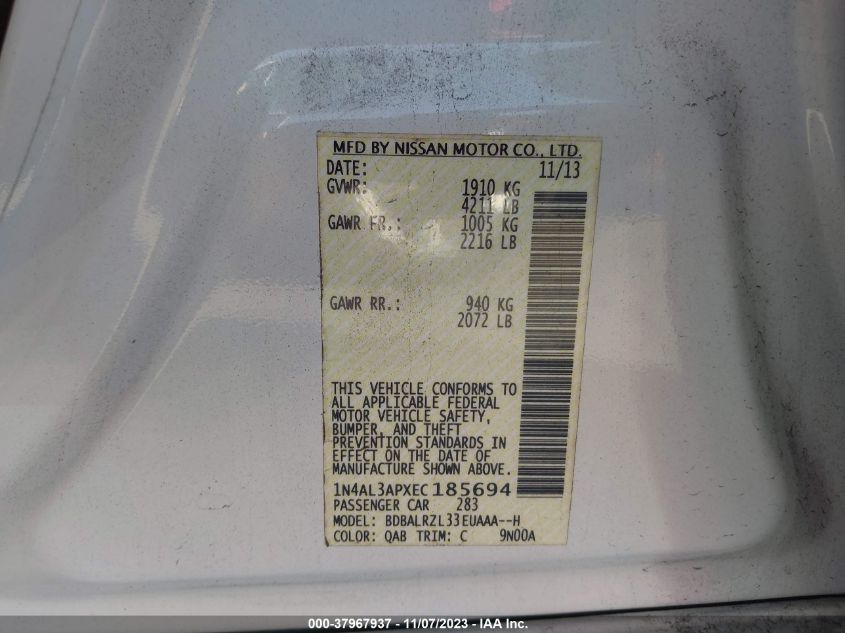 MFD BY NISSAN MOTOR CO., LTD.
DATE: 11/13
GVWR: 1910 KG
4211 LB
GAWR FR.: 1005 KG
2216 LB
GAWR RR.: 940 KG
2072 LB
THIS VEHICLE CONFORMS TO
ALL APPLICABLE FEDERAL
MOTOR VEHICLE SAFETY,
BUMPER, AND THEFT
PREVENTION STANDARDS IN
EFFECT ON THE DATE OF
MANUFACTURE SHOWN ABOVE.
1N4AL3APXEC185694
PASSENGER CAR 283
MODEL: BDBALRZL33EUAAA--H
COLOR: QAB TRIM: C 9N00A
000-37967937 - 11/07/2023 - IAA Inc.